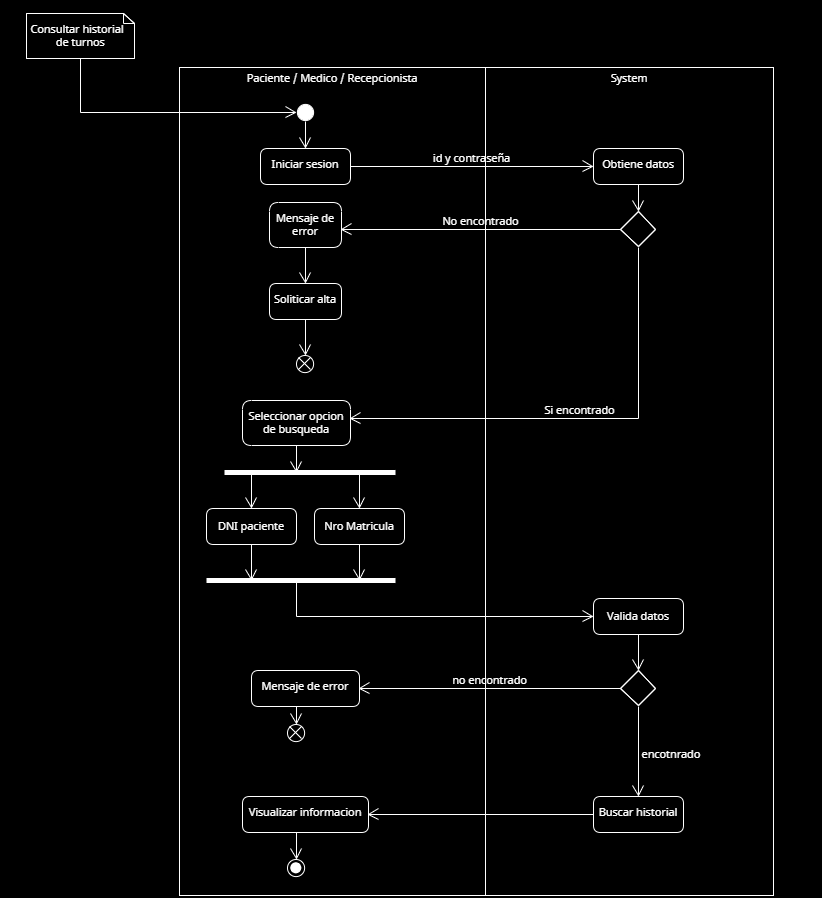 Consultar historial
de turnos
Paciente / Medico / Recepcionista
System
Iniciar sesion
id y contraseña
Obtiene datos
Mensaje de
error
No encontrado
Soliticar alta
Seleccionar opcion
de busqueda
Si encontrado
DNI paciente
Nro Matricula
Valida datos
Mensaje de error
no encontrado
encotnrado
Visualizar informacion
Buscar historial